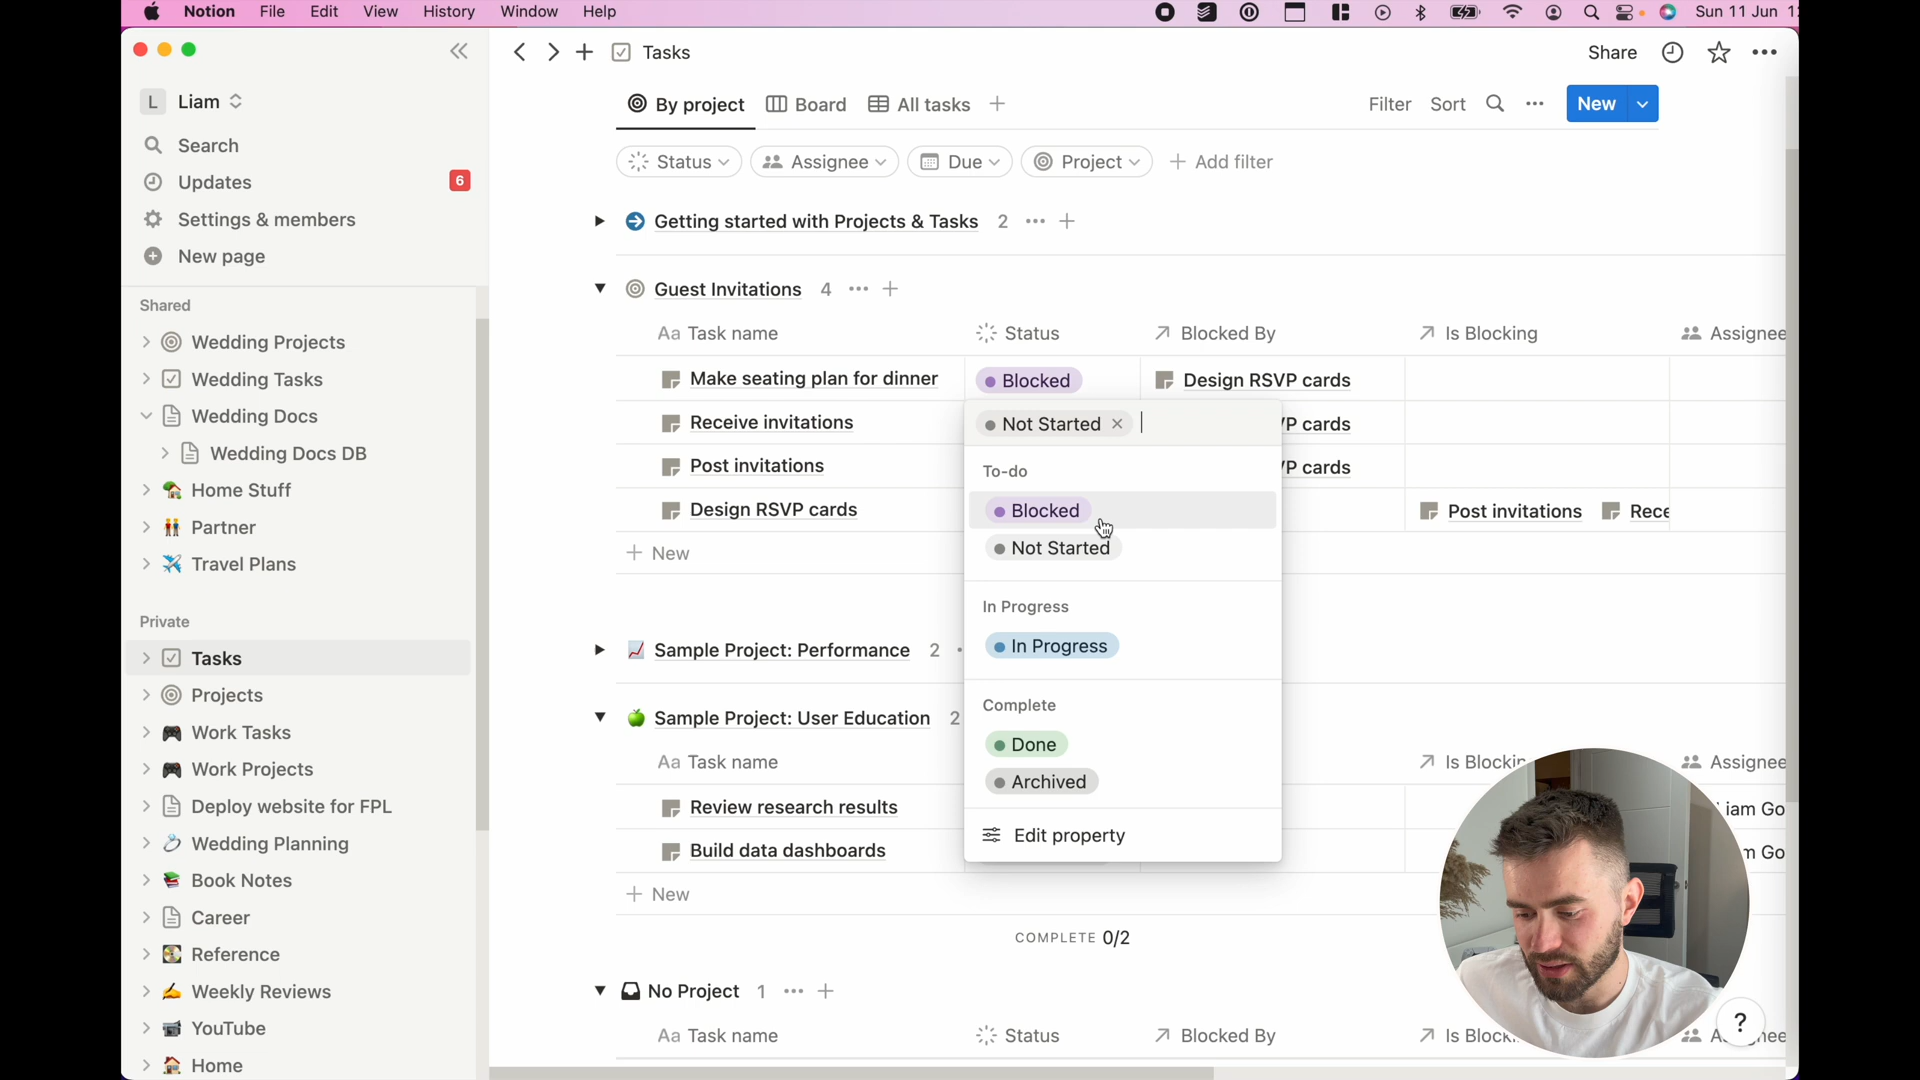 Notion File Edit View History Window Help Sun 11 Jun
Tasks Share
L Liam
Search
Updates 6
Settings & members
New page
Shared
Wedding Projects
Wedding Tasks
Wedding Docs
Wedding Docs DB
Home Stuff
Partner
Travel Plans
Private
Tasks
Projects
Work Tasks
Work Projects
Deploy website for FPL
Wedding Planning
Book Notes
Career
Reference
Weekly Reviews
YouTube
Home
By project Board All tasks Filter Sort New
Status Assignee Due Project Add filter
Getting started with Projects & Tasks 2
Guest Invitations 4
Aa Task name Status Blocked By Is Blocking Assignee
Make seating plan for dinner Blocked Design RSVP cards
Receive invitations Not Started /P cards
Post invitations /P cards
Design RSVP cards Post invitations Rece
New
To-do
Blocked
Not Started
In Progress
In Progress
Complete
Done
Archived
Edit property
Sample Project: Performance 2
Sample Project: User Education 2
Aa Task name Is Blockin Assignee
Review research results iam Go
Build data dashboards m Go
New
COMPLETE 0/2
No Project 1
Aa Task name Status Blocked By Is Block
?